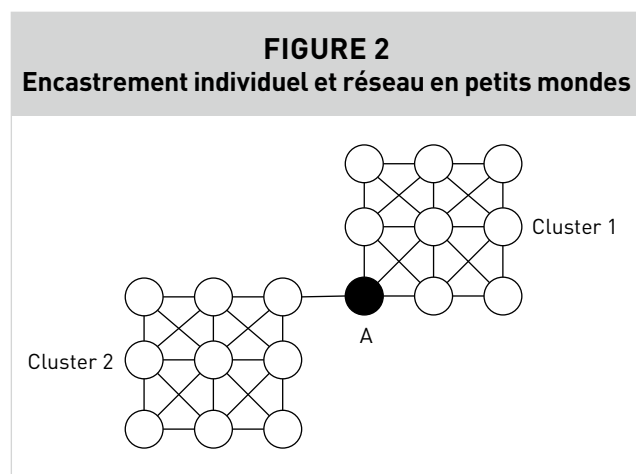 FIGURE 2
Encastrement individuel et réseau en petits mondes
Cluster 1
A
Cluster 2